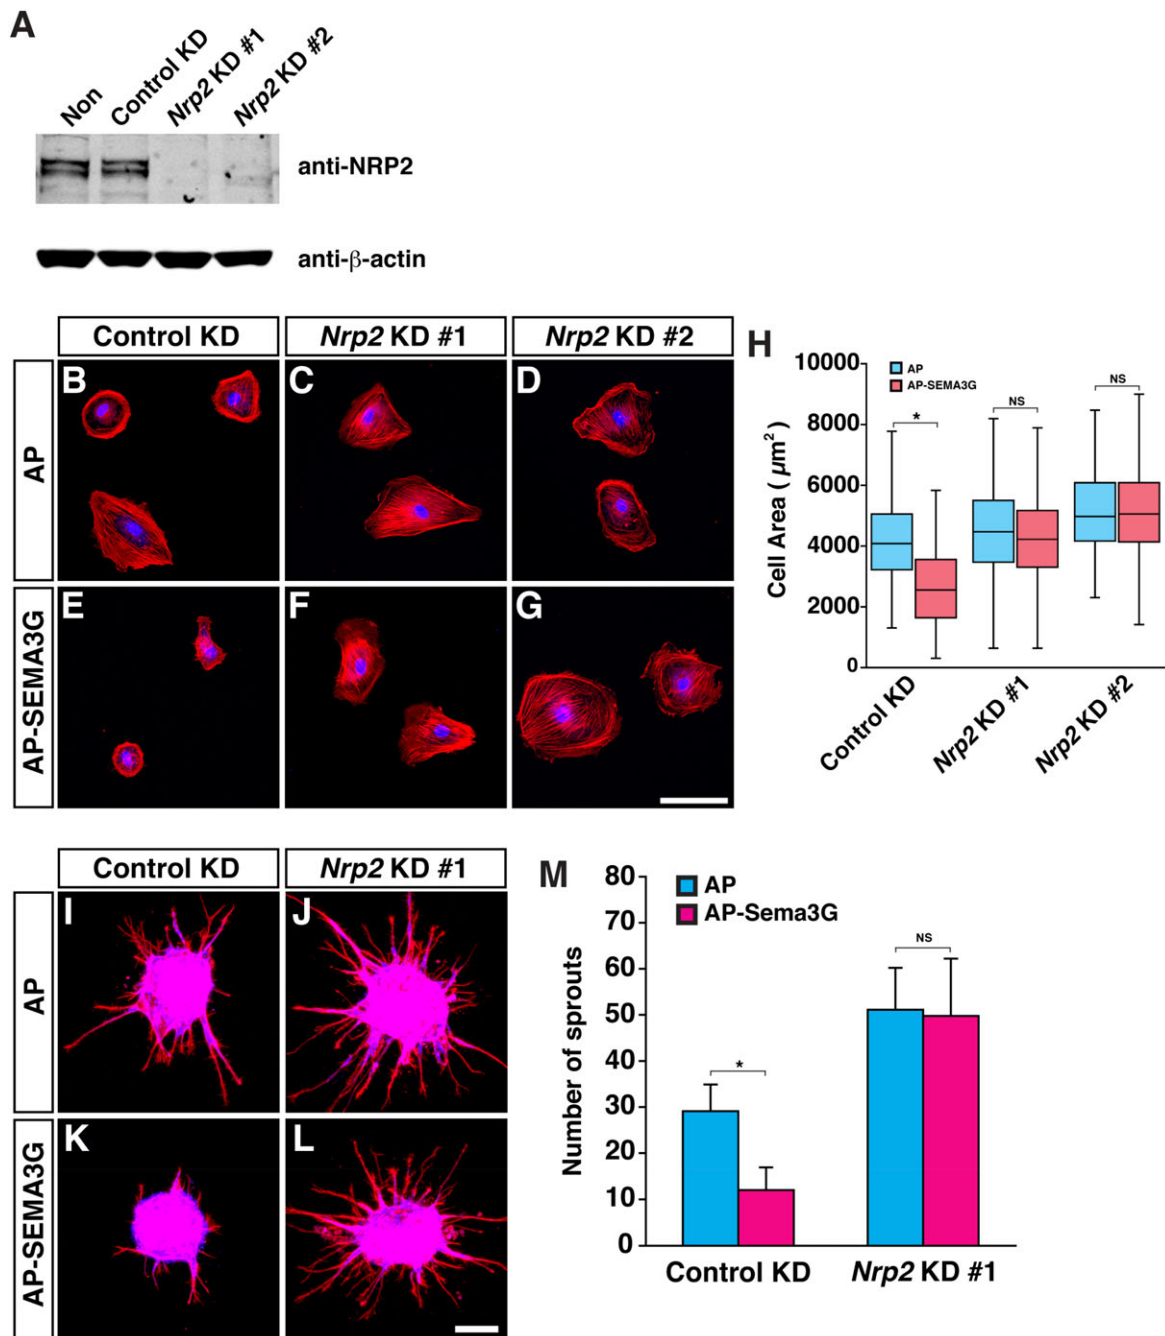 A
Non
Control KD
Nrp2 KD #1
Nrp2 KD #2
anti-NRP2
anti-β-actin
Control KD
Nrp2 KD #1
Nrp2 KD #2
AP
B
C
D
AP-SEMA3G
E
F
G
H
AP
AP-SEMA3G
Cell Area ( µm²)
10000
8000
6000
4000
2000
0
*
NS
NS
Control KD
Nrp2 KD #1
Nrp2 KD #2
Control KD
Nrp2 KD #1
AP
I
J
AP-SEMA3G
K
L
M
AP
AP-Sema3G
Number of sprouts
80
70
60
50
40
30
20
10
0
*
NS
Control KD
Nrp2 KD #1